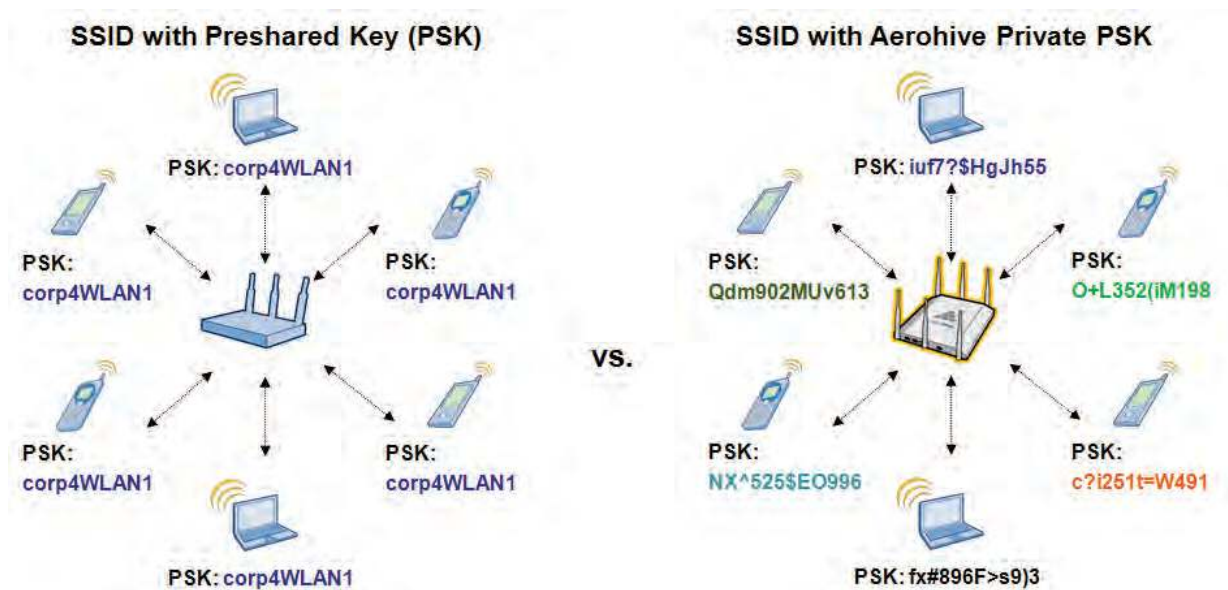 SSID with Preshared Key (PSK)
PSK: corp4WLAN1
PSK:
corp4WLAN1
PSK:
corp4WLAN1
PSK:
corp4WLAN1
PSK:
corp4WLAN1
PSK: corp4WLAN1
vs.
SSID with Aerohive Private PSK
PSK: iuf7?$HgJh55
PSK:
Qdm902MUv613
PSK:
O+L352(iM198
PSK:
NX^525$EO996
PSK:
c?i251t=W491
PSK: fx#896F>s9)3